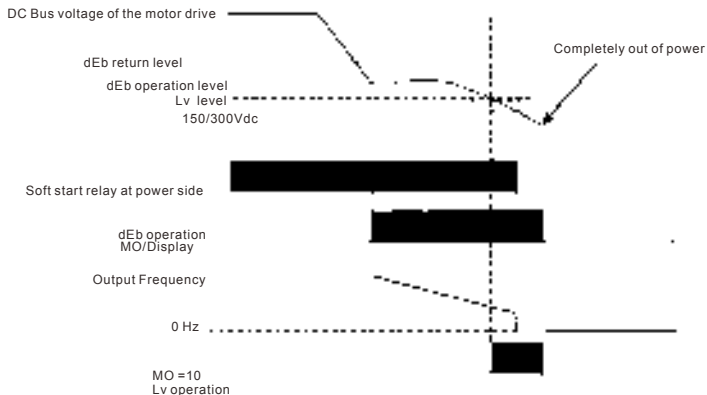 DC Bus voltage of the motor drive
Completely out of power
dEb return level
dEb operation level
Lv level
150/300Vdc
Soft start relay at power side
dEb operation
MO/Display
Output Frequency
0 Hz
MO =10
Lv operation